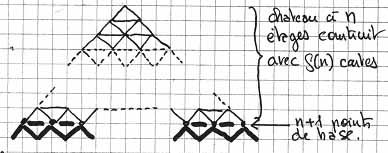 château à n
étages construit
avec f(n) cartes
n+1 points
de base.